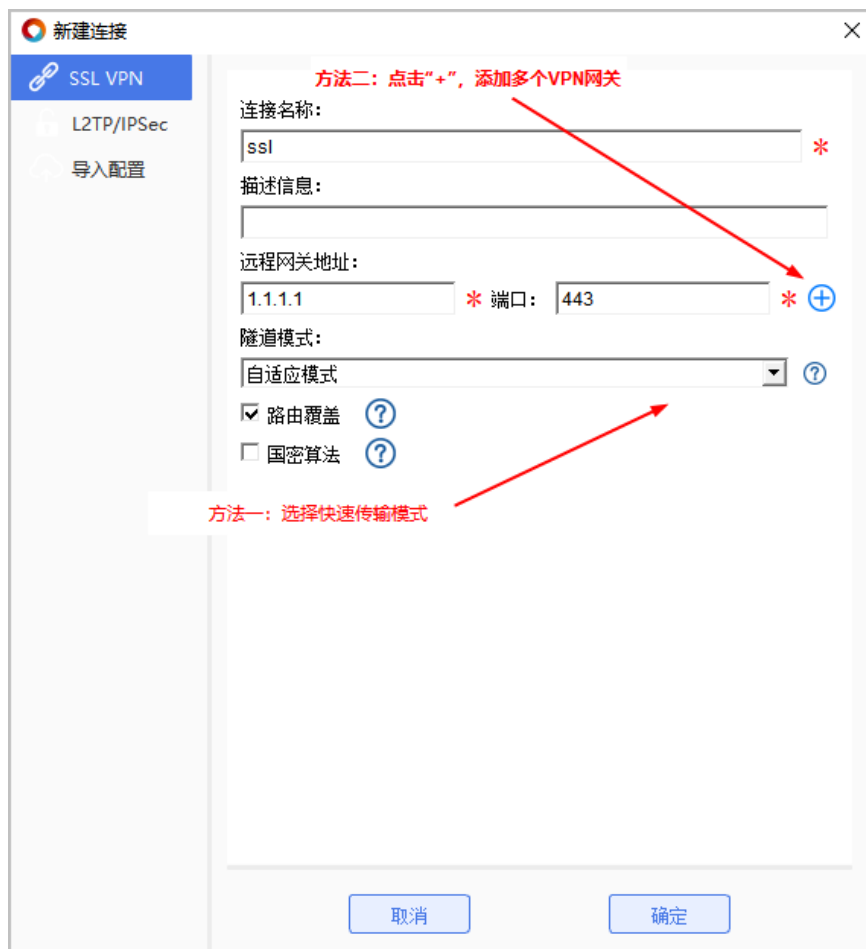 新建连接
SSL VPN
L2TP/IPSec
导入配置
方法二：点击“+”，添加多个VPN网关
连接名称：
ssl *
描述信息：
远程网关地址：
1.1.1.1 * 端口： 443 *
隧道模式：
自适应模式
路由覆盖
国密算法
方法一：选择快速传输模式
取消 确定